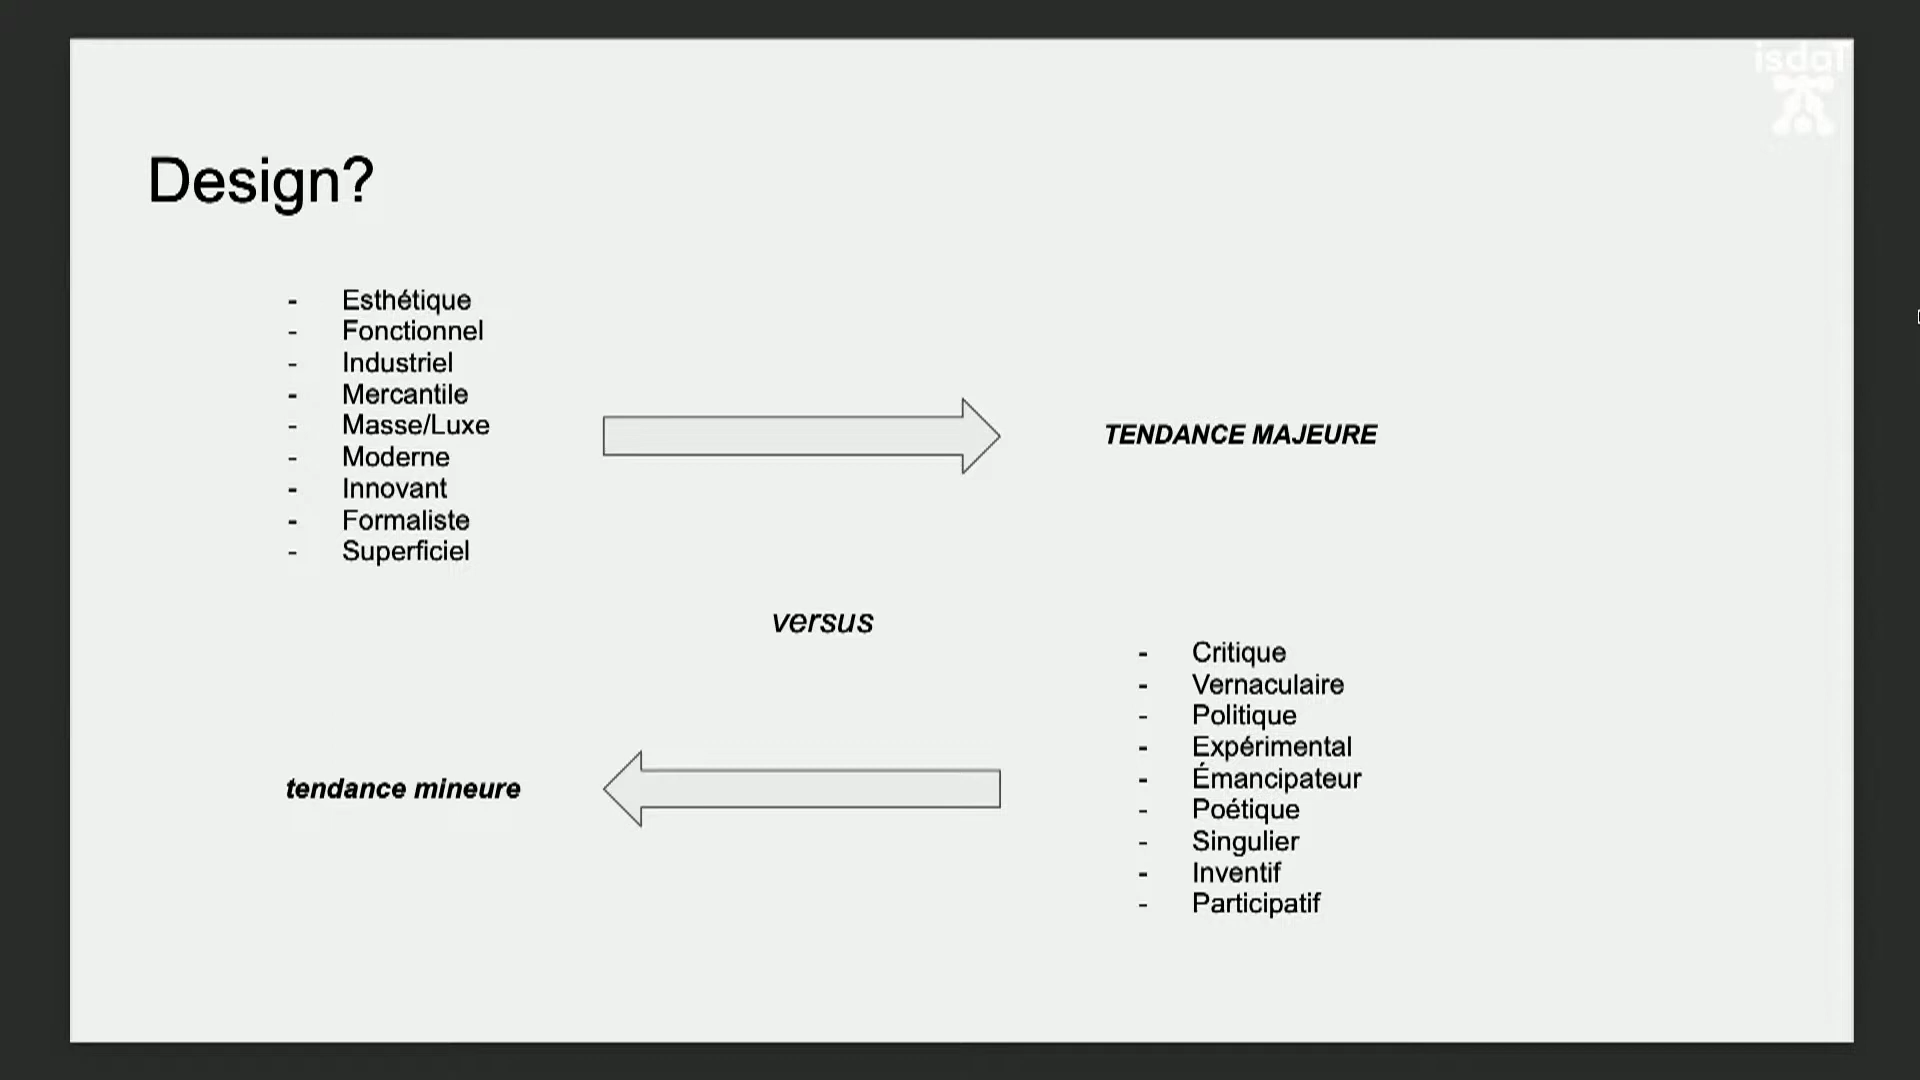 isdaT
Design?
- Esthétique
- Fonctionnel
- Industriel
- Mercantile
- Masse/Luxe
- Moderne
- Innovant
- Formaliste
- Superficiel
TENDANCE MAJEURE
versus
tendance mineure
- Critique
- Vernaculaire
- Politique
- Expérimental
- Émancipateur
- Poétique
- Singulier
- Inventif
- Participatif